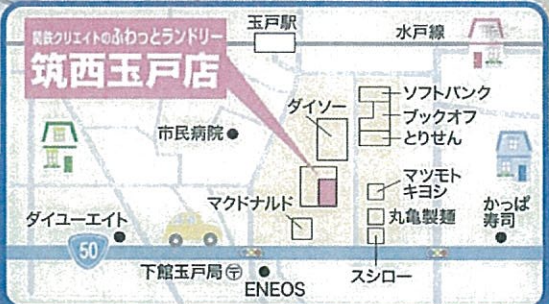 玉戸駅
水戸線
関鉄クリエイトのふわっとランドリー
筑西玉戸店
ソフトバンク
ブックオフ
とりせん
ダイソー
市民病院
マツモト
キヨシ
マクドナルド
丸亀製麺
かっぱ
寿司
ダイユーエイト
50
下館玉戸局〒
ENEOS
スシロー